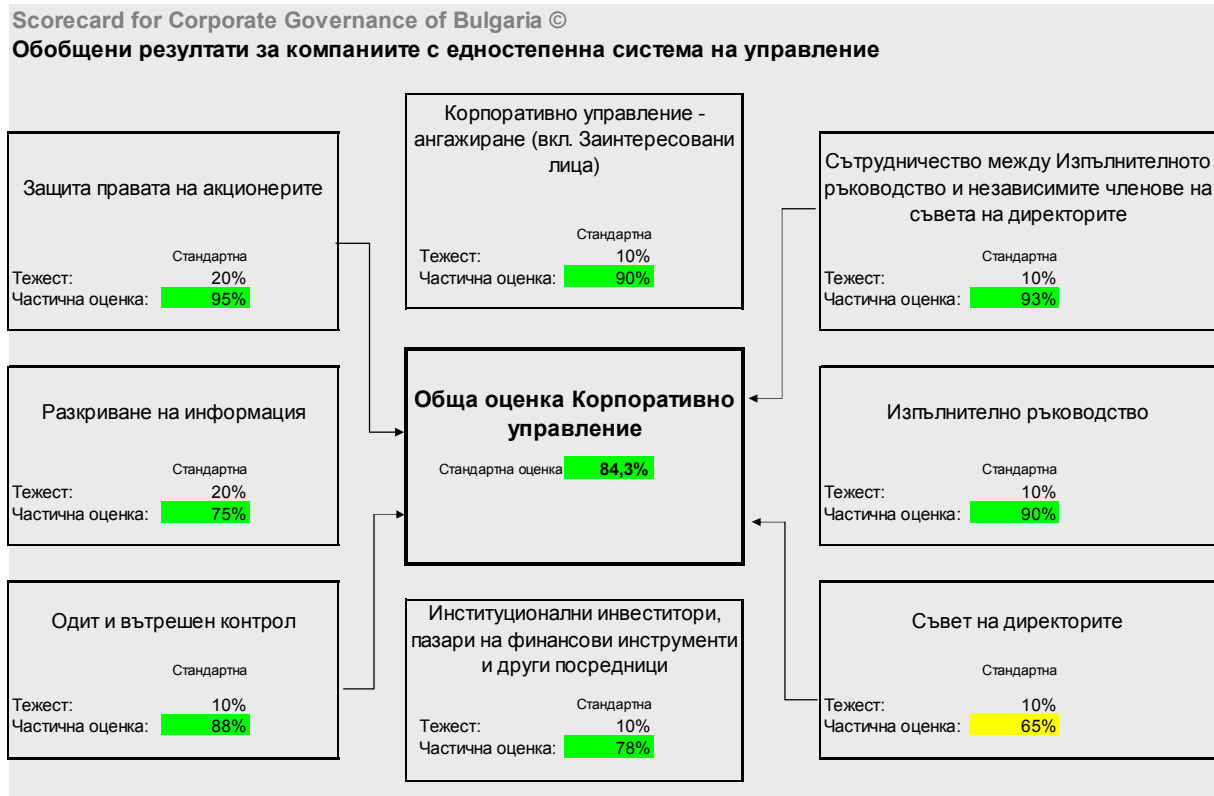 Scorecard for Corporate Governance of Bulgaria ©
Обобщени резултати за компаниите с едностепенна система на управление
Защита правата на акционерите
Стандартна
Тежест: 20%
Частична оценка: 95%
Корпоративно управление -
ангажиране (вкл. Заинтересовани
лица)
Стандартна
Тежест: 10%
Частична оценка: 90%
Сътрудничество между Изпълнителното
ръководство и независимите членове на
съвета на директорите
Стандартна
Тежест: 10%
Частична оценка: 93%
Разкриване на информация
Стандартна
Тежест: 20%
Частична оценка: 75%
Обща оценка Корпоративно
управление
Стандартна оценка 84,3%
Изпълнително ръководство
Стандартна
Тежест: 10%
Частична оценка: 90%
Одит и вътрешен контрол
Стандартна
Тежест: 10%
Частична оценка: 88%
Институционални инвеститори,
пазари на финансови инструменти
и други посредници
Стандартна
Тежест: 10%
Частична оценка: 78%
Съвет на директорите
Стандартна
Тежест: 10%
Частична оценка: 65%